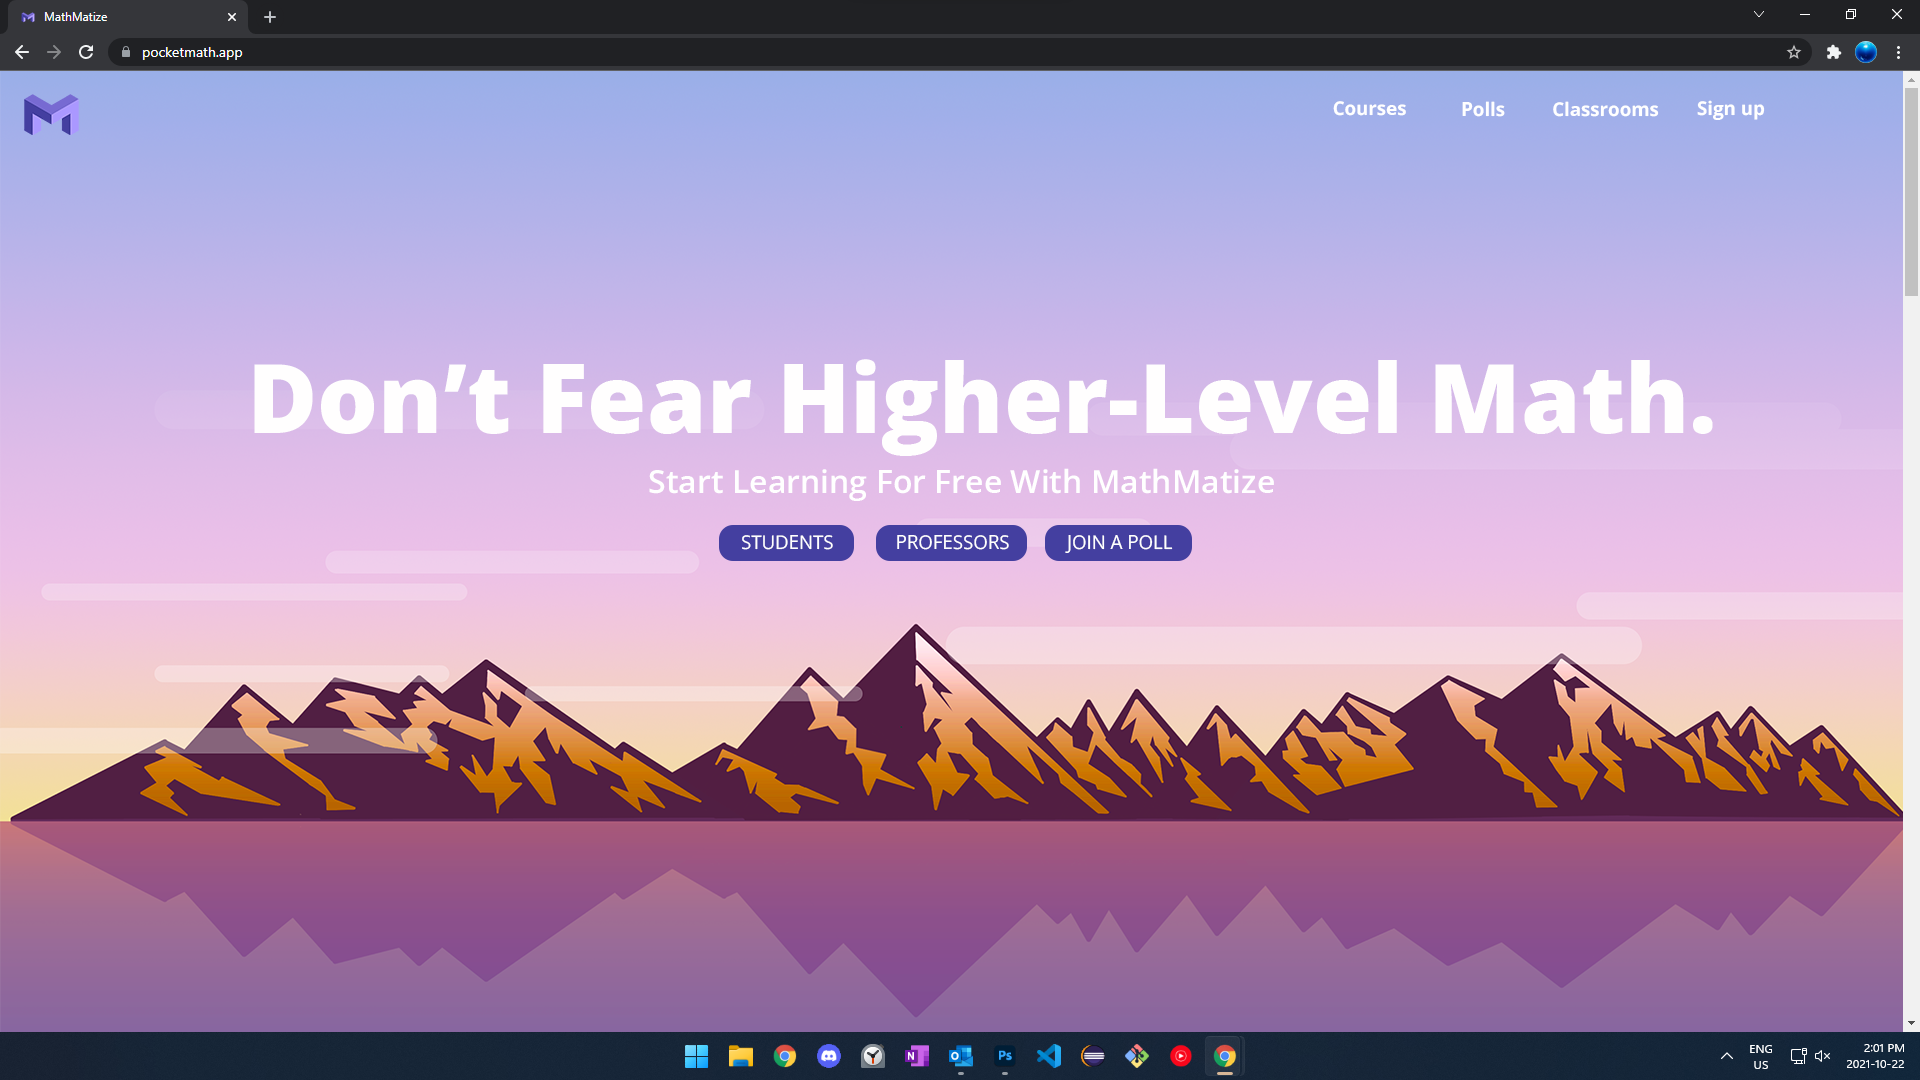 MathMatize
pocketmath.app
Courses Polls Classrooms Sign up
Don’t Fear Higher-Level Math.
Start Learning For Free With MathMatize
STUDENTS PROFESSORS JOIN A POLL
ENG
US
2:01 PM
2021-10-22